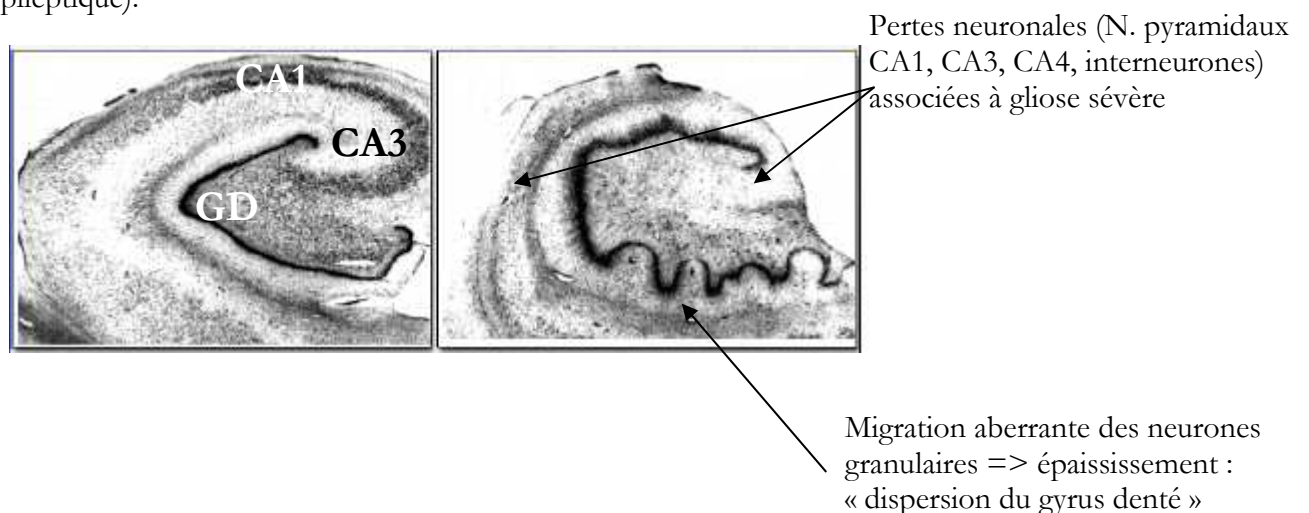 pileptique).
Pertes neuronales (N. pyramidaux
CA1, CA3, CA4, interneurones)
associées à gliose sévère
CA1
CA3
GD
Migration aberrante des neurones
granulaires => épaississement :
« dispersion du gyrus denté »